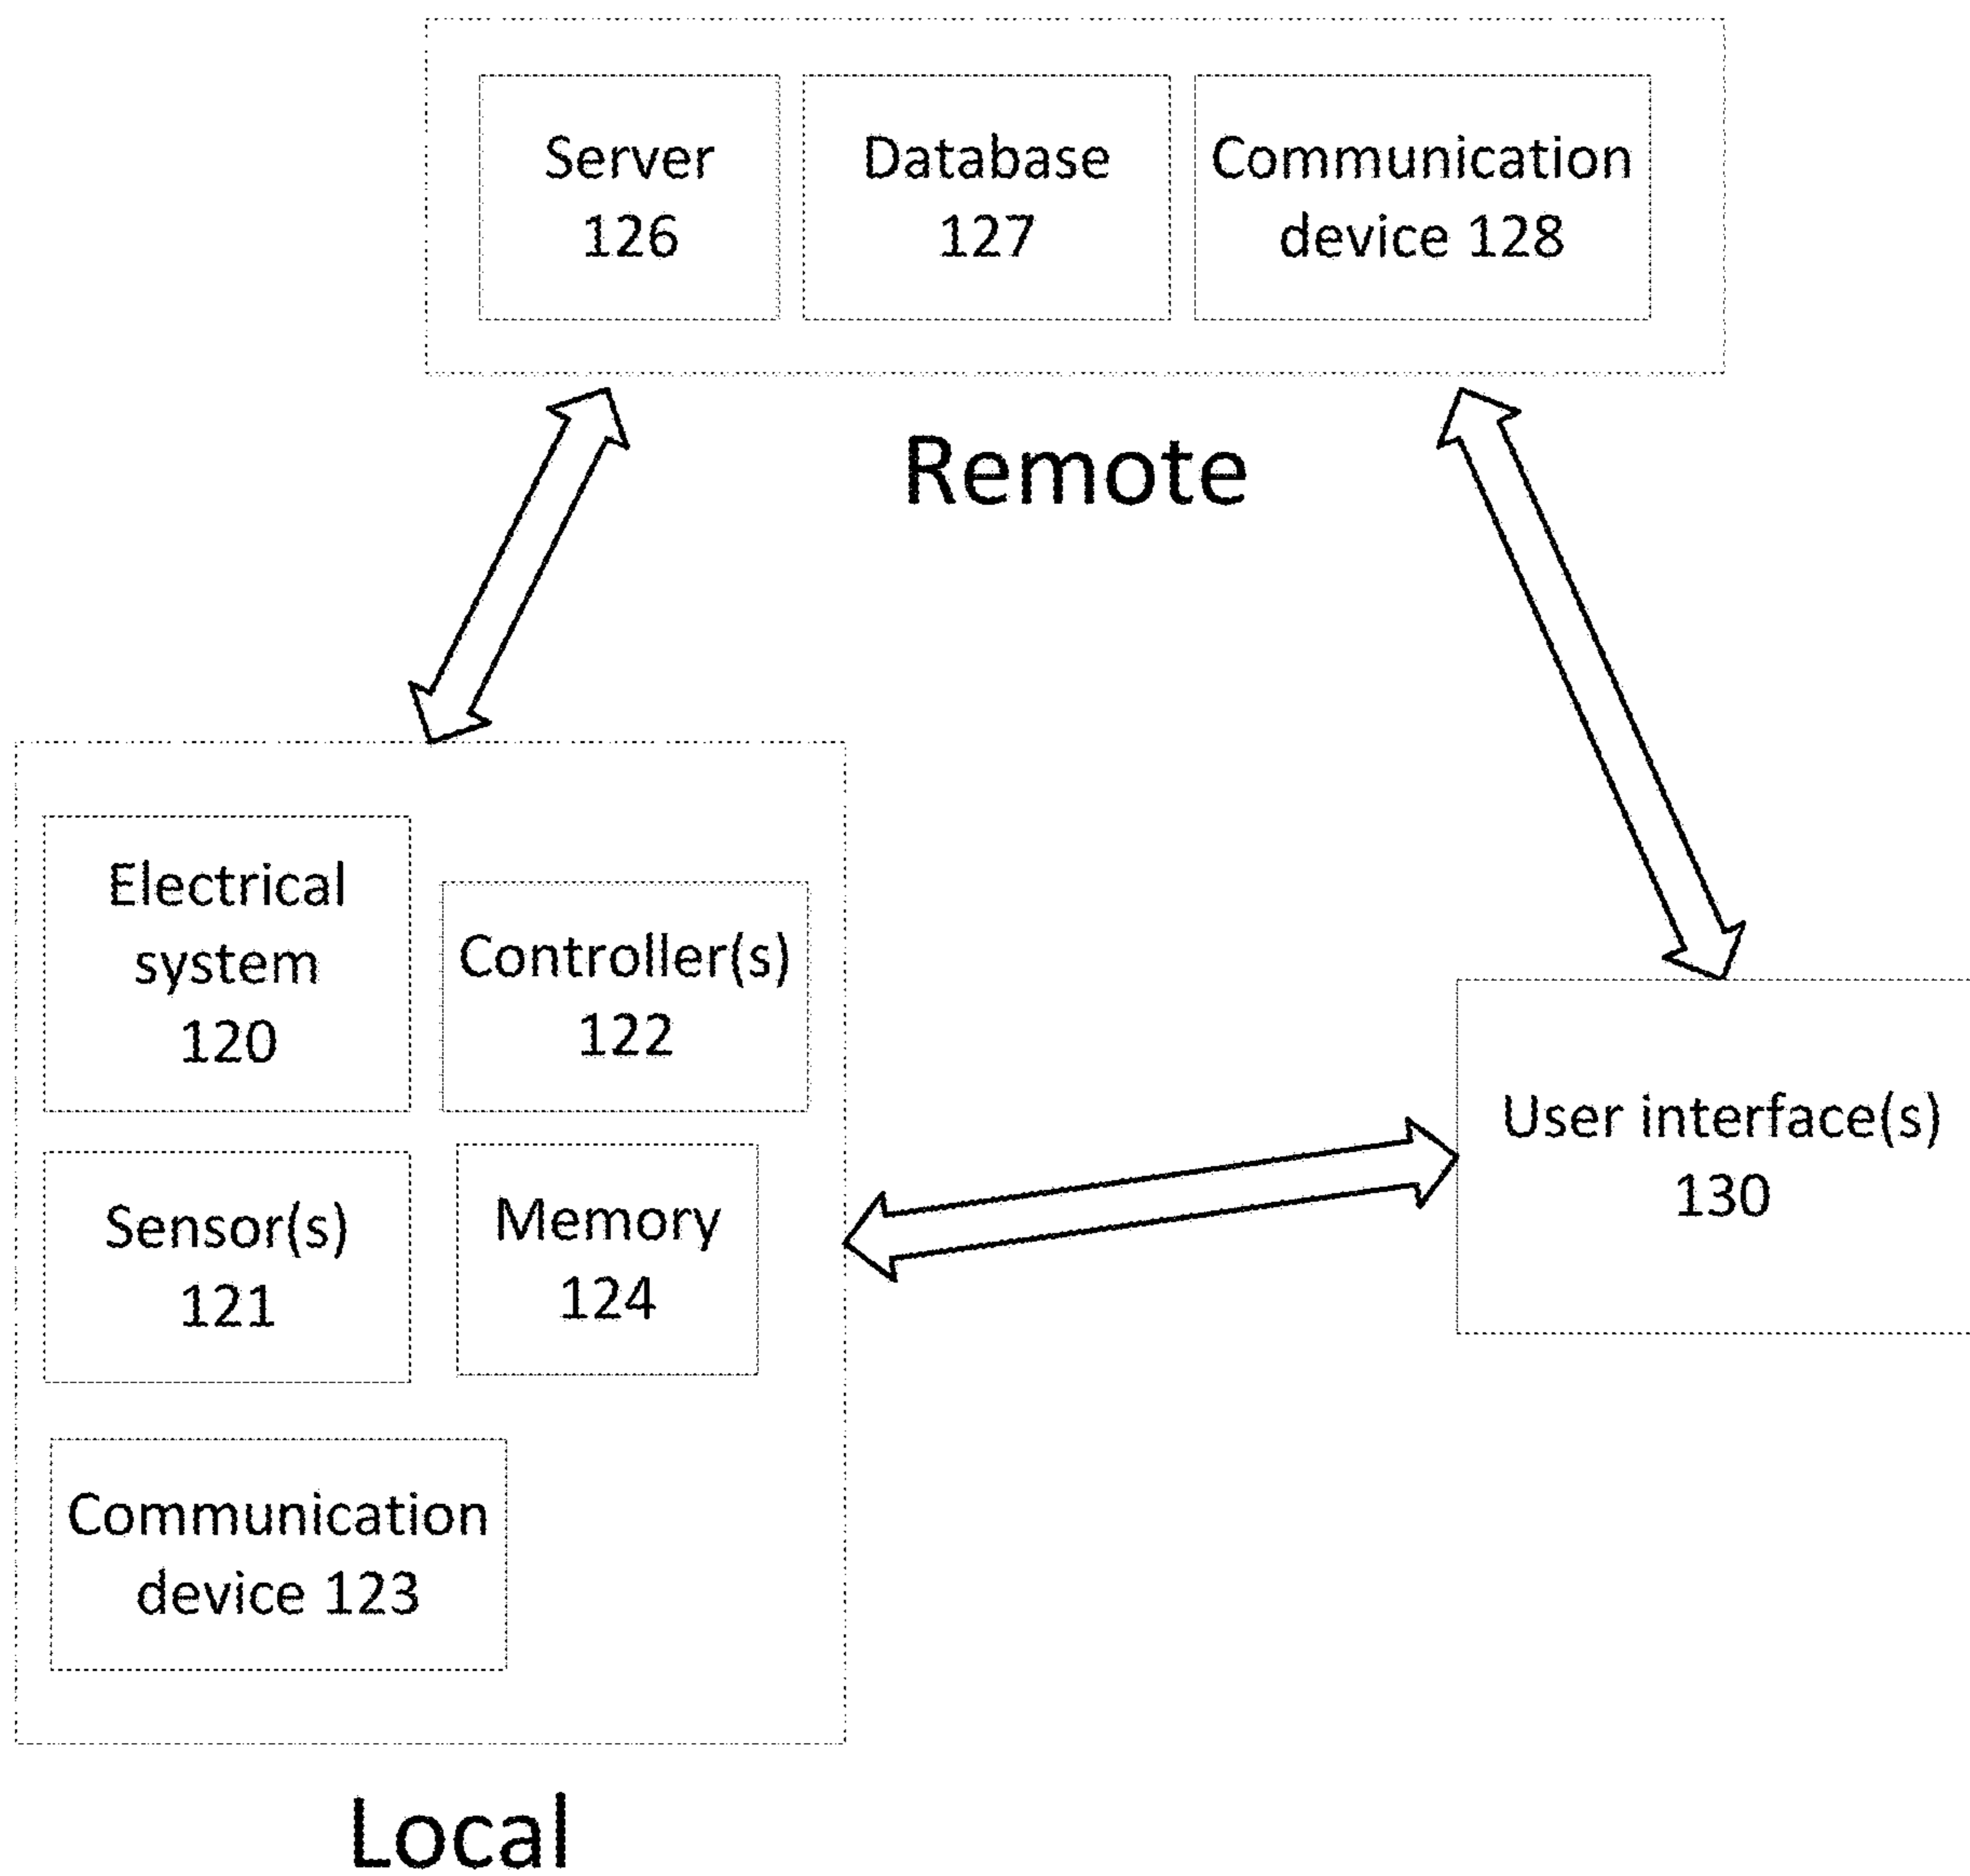 Server
126
Database
127
Communication
device 128
Remote
Electrical
system
120
Controller(s)
122
Sensor(s)
121
Memory
124
Communication
device 123
User interface(s)
130
Local